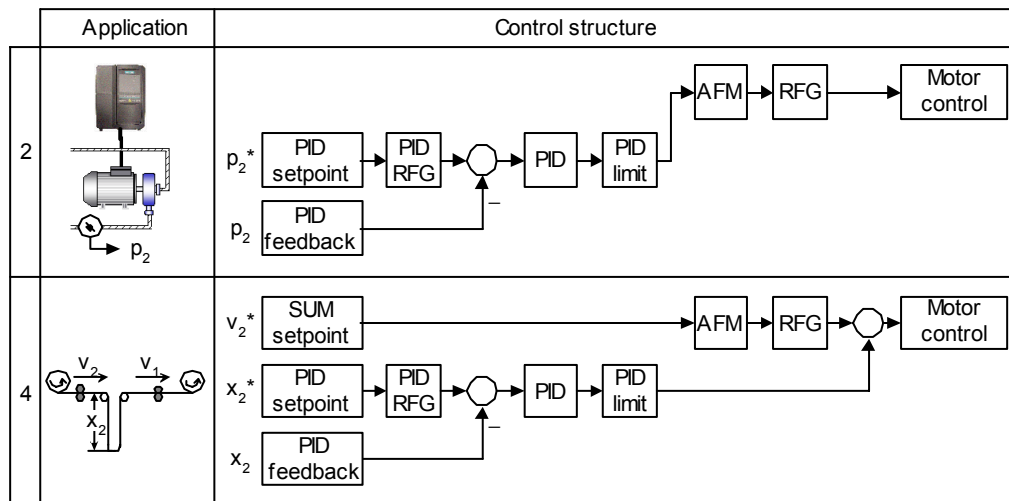 Application
Control structure
2
p2
p2*
PID setpoint
PID RFG
PID
PID limit
AFM
RFG
Motor control
–
p2
PID feedback
4
v2
v1
x2
v2*
SUM setpoint
AFM
RFG
Motor control
x2*
PID setpoint
PID RFG
PID
PID limit
–
x2
PID feedback